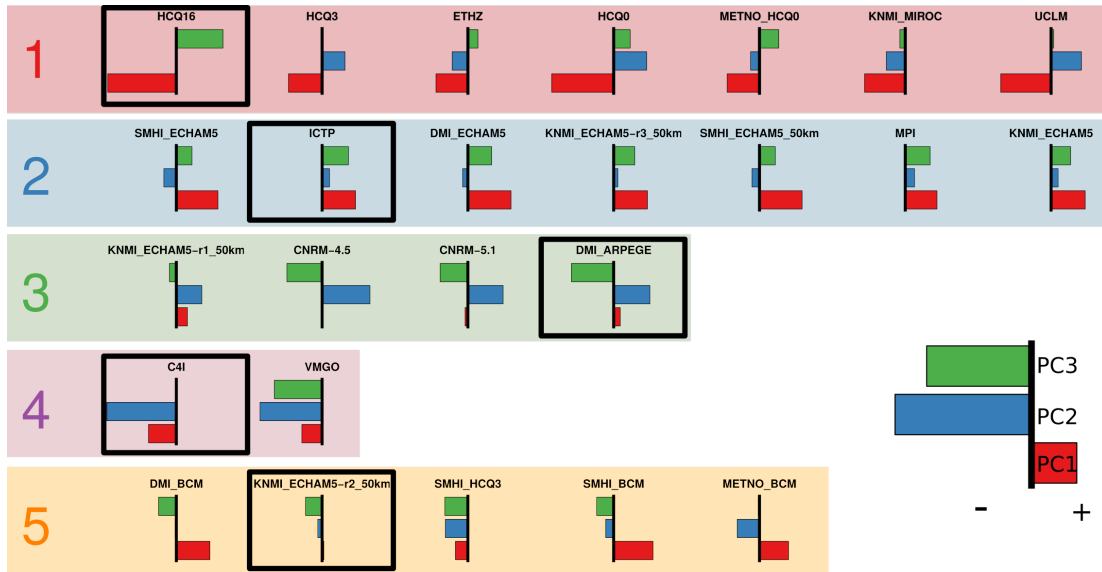 1 HCQ16 HCQ3 ETHZ HCQ0 METNO_HCQ0 KNMI_MIROC UCLM
2 SMHI_ECHAM5 ICTP DMI_ECHAM5 KNMI_ECHAM5-r3_50km SMHI_ECHAM5_50km MPI KNMI_ECHAM5
3 KNMI_ECHAM5-r1_50km CNRM-4.5 CNRM-5.1 DMI_ARPEGE
4 C4I VMGO
5 DMI_BCM KNMI_ECHAM5-r2_50km SMHI_HCQ3 SMHI_BCM METNO_BCM
PC3
PC2
PC1
- +